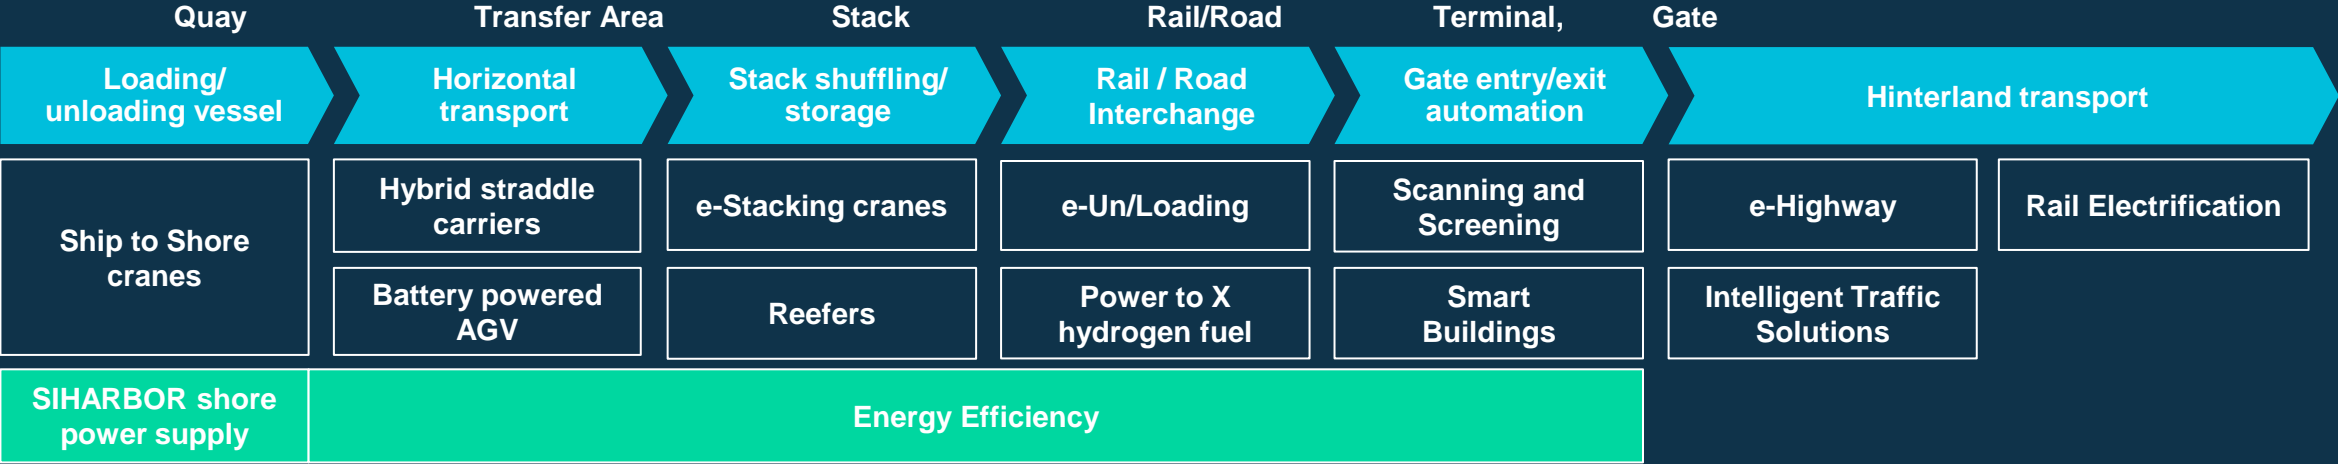 Quay Transfer Area Stack Rail/Road Terminal, Gate
Loading/
unloading vessel
Horizontal
transport
Stack shuffling/
storage
Rail / Road
Interchange
Gate entry/exit
automation
Hinterland transport
Ship to Shore
cranes
Hybrid straddle
carriers
e-Stacking cranes
e-Un/Loading
Scanning and
Screening
e-Highway
Rail Electrification
Battery powered
AGV
Reefers
Power to X
hydrogen fuel
Smart
Buildings
Intelligent Traffic
Solutions
SIHARBOR shore
power supply
Energy Efficiency